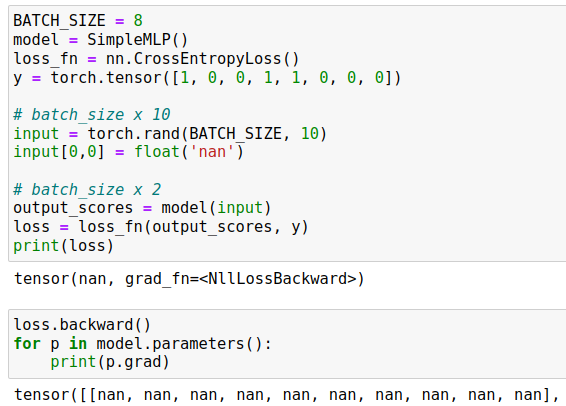 BATCH_SIZE = 8
model = SimpleMLP()
loss_fn = nn.CrossEntropyLoss()
y = torch.tensor([1, 0, 0, 1, 1, 0, 0, 0])
# batch_size x 10
input = torch.rand(BATCH_SIZE, 10)
input[0,0] = float('nan')
# batch_size x 2
output_scores = model(input)
loss = loss_fn(output_scores, y)
print(loss)
tensor(nan, grad_fn=<NllLossBackward>)
loss.backward()
for p in model.parameters():
    print(p.grad)
tensor([[nan, nan, nan, nan, nan, nan, nan, nan, nan, nan],